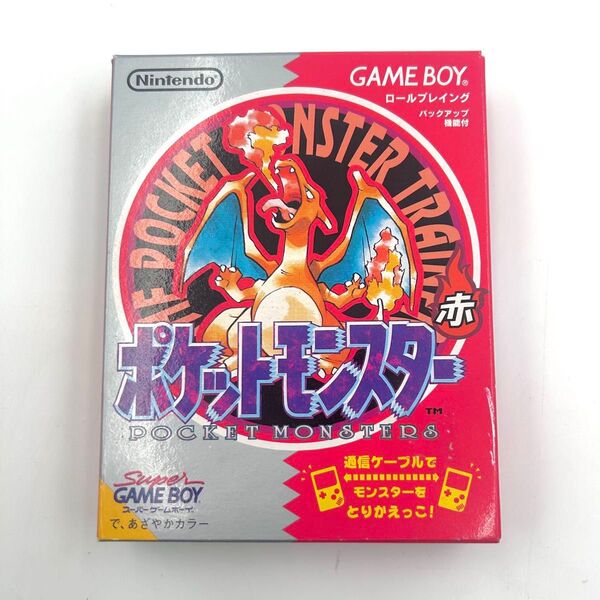 Nintendo
GAME BOY®
ロールプレイング
バックアップ
機能付
THE POCKET MONSTER TRAINER
赤
ポケットモンスター
TM
POCKET MONSTERS
Super
GAME BOY
スーパーゲームボーイ
で、あざやかカラー
通信ケーブルで
モンスターを
とりかえっこ!